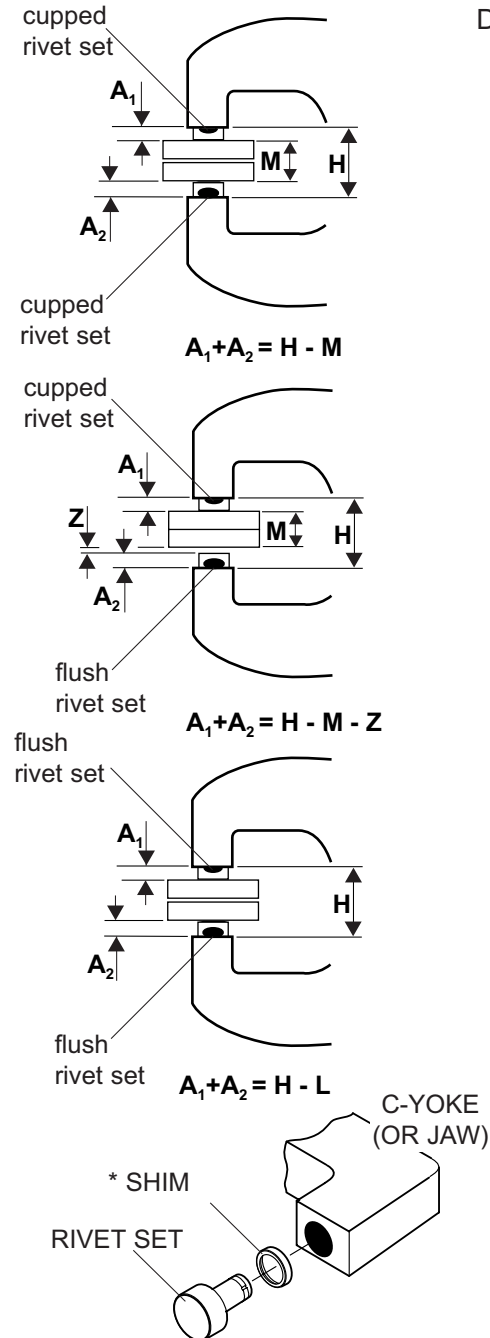 cupped
rivet set
D
A₁
M
H
A₂
cupped
rivet set
A₁+A₂ = H - M
cupped
rivet set
A₁
Z
M
H
A₂
flush
rivet set
A₁+A₂ = H - M - Z
flush
rivet set
A₁
H
A₂
flush
rivet set
A₁+A₂ = H - L
C-YOKE
(OR JAW)
* SHIM
RIVET SET